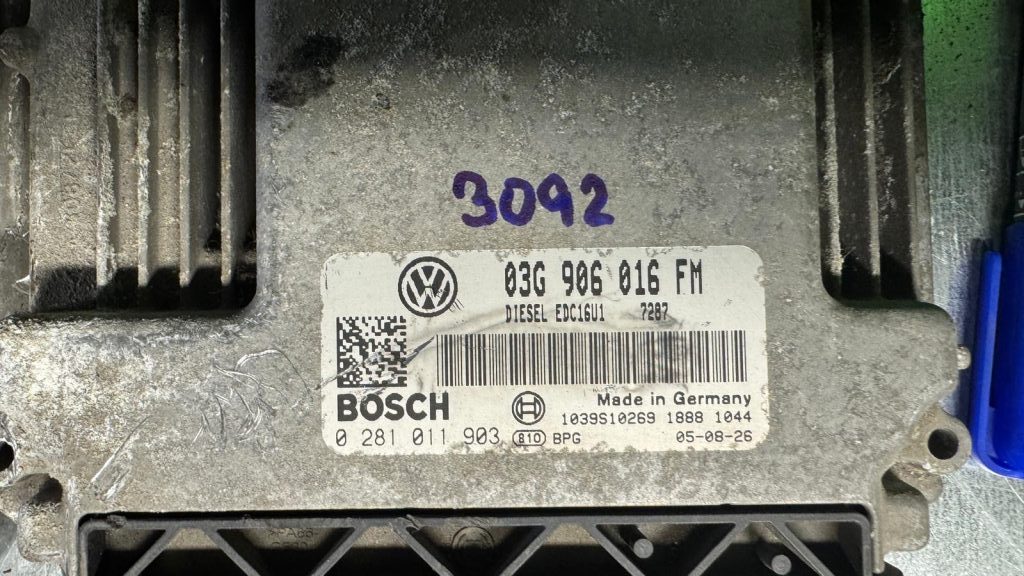 3092
03G 906 016 FM
DIESEL EDC16U1 7287
BOSCH
Made in Germany
1039S10269 1888 1044
0 281 011 903 810 BPG 05-08-26